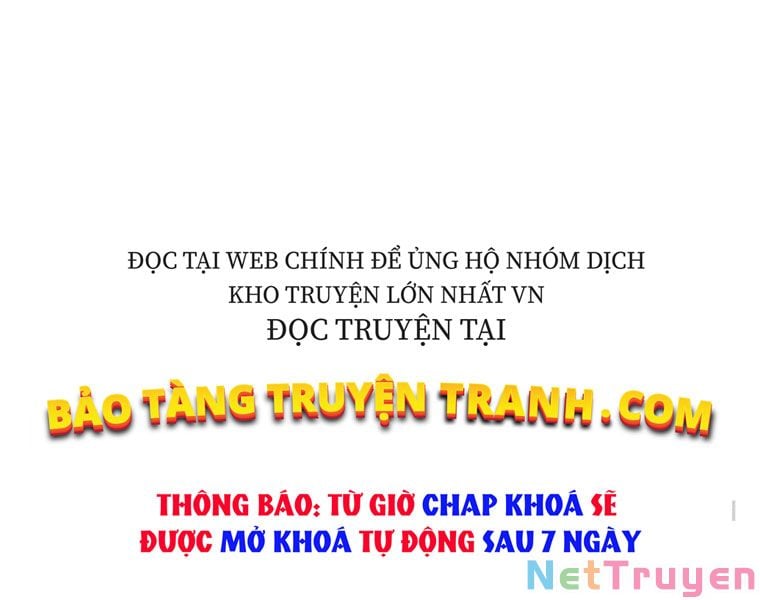 ĐỌC TẠI WEB CHÍNH ĐỂ ỦNG HỘ NHÓM DỊCH
KHO TRUYỆN LỚN NHẤT VN
ĐỌC TRUYỆN TẠI
BẢO TÀNG TRUYỆN TRANH.COM
THÔNG BÁO: TỪ GIỜ CHAP KHOÁ SẼ
ĐƯỢC MỞ KHOÁ TỰ ĐỘNG SAU 7 NGÀY
NetTruyen